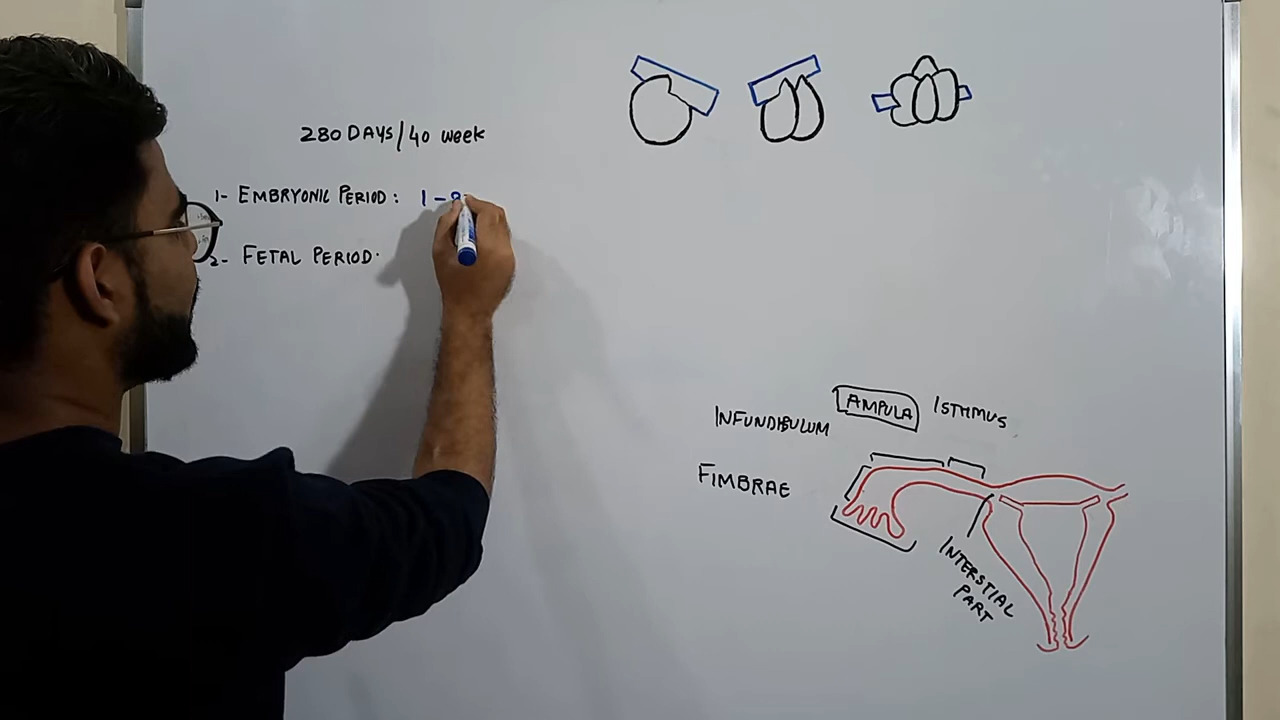 280 DAYS/40 week
1- EMBRYONIC PERIOD: 1-8
2- FETAL PERIOD.
AMPULA
ISTHMUS
INFUNDIBULUM
FIMBRAE
INTERSTIAL
PART